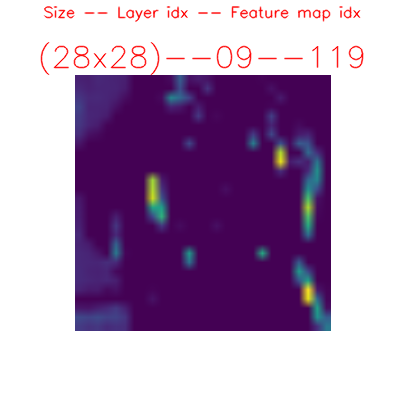 Size -- Layer idx -- Feature map idx
(28x28)--09--119